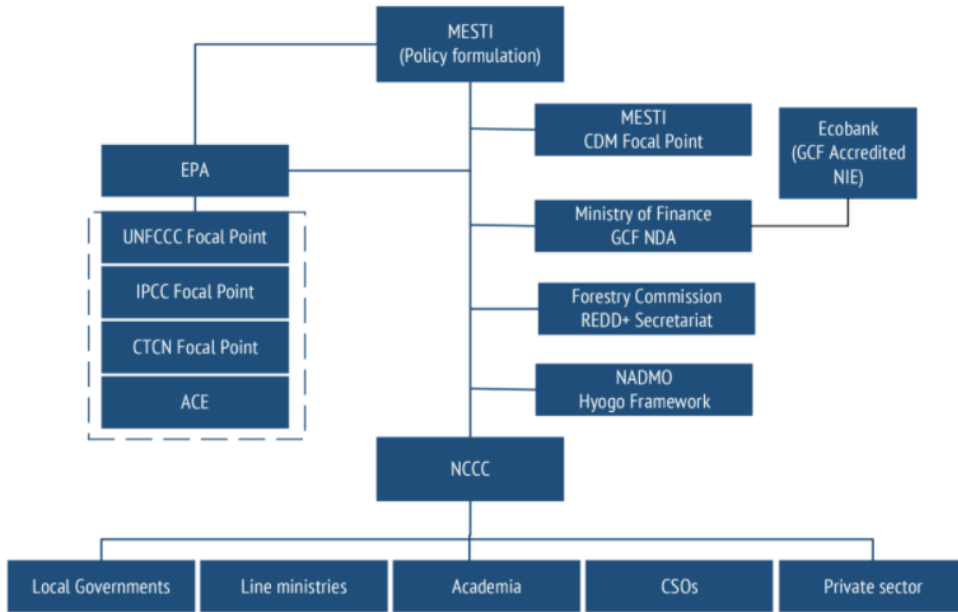 MESTI
(Policy formulation)
MESTI
CDM Focal Point
Ecobank
(GCF Accredited
NIE)
EPA
Ministry of Finance
GCF NDA
UNFCCC Focal Point
IPCC Focal Point
CTCN Focal Point
ACE
Forestry Commission
REDD+ Secretariat
NADMO
Hyogo Framework
NCCC
Local Governments
Line ministries
Academia
CSOs
Private sector